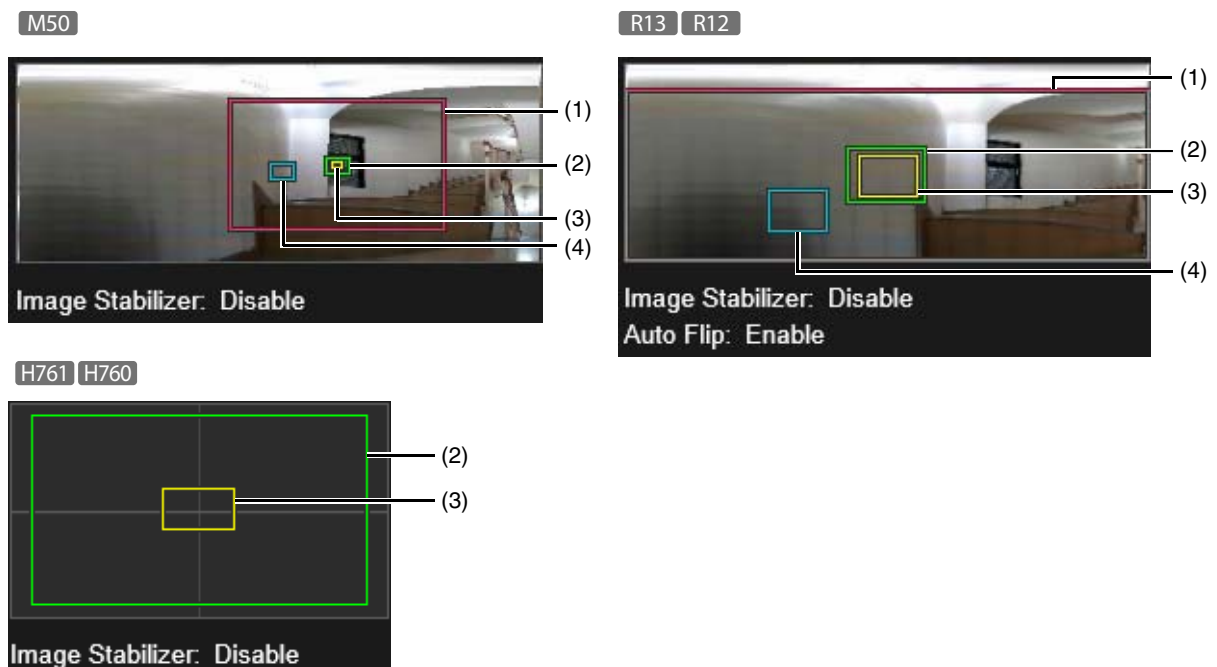 M50
(1)
(2)
(3)
(4)
Image Stabilizer: Disable
R13 R12
(1)
(2)
(3)
(4)
Image Stabilizer: Disable
Auto Flip: Enable
H761 H760
(2)
(3)
Image Stabilizer: Disable